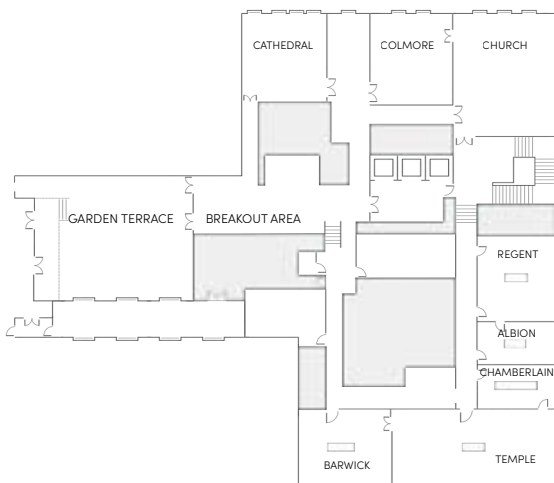 CATHEDRAL
COLMORE
CHURCH
GARDEN TERRACE
BREAKOUT AREA
REGENT
ALBION
CHAMBERLAIN
BARWICK
TEMPLE